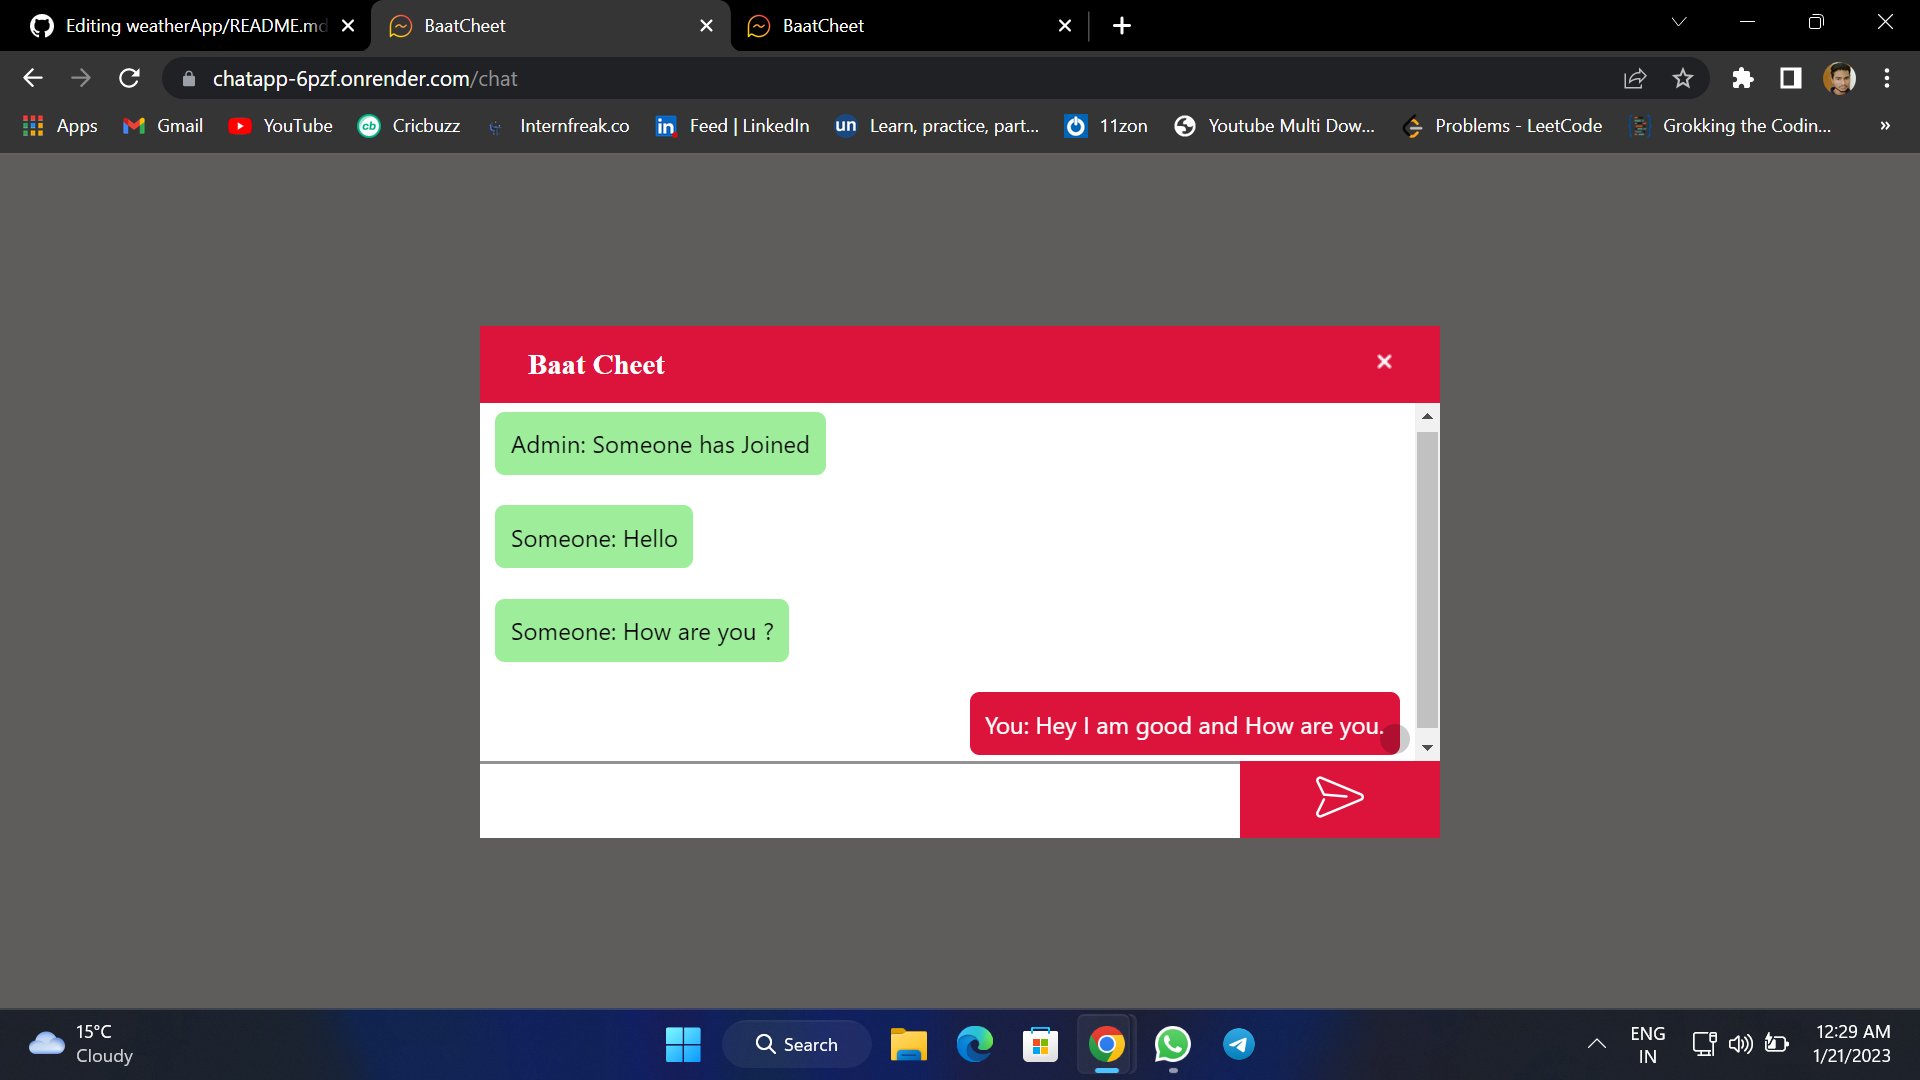 Editing weatherApp/README.md
BaatCheet
BaatCheet
chatapp-6pzf.onrender.com/chat
Apps
Gmail
YouTube
cb
Cricbuzz
Internfreak.co
in
Feed | LinkedIn
un
Learn, practice, part...
11zon
Youtube Multi Dow...
Problems - LeetCode
Grokking the Codin...
»
Baat Cheet
Admin: Someone has Joined
Someone: Hello
Someone: How are you ?
You: Hey I am good and How are you.
15°C
Cloudy
Search
ENG
IN
12:29 AM
1/21/2023